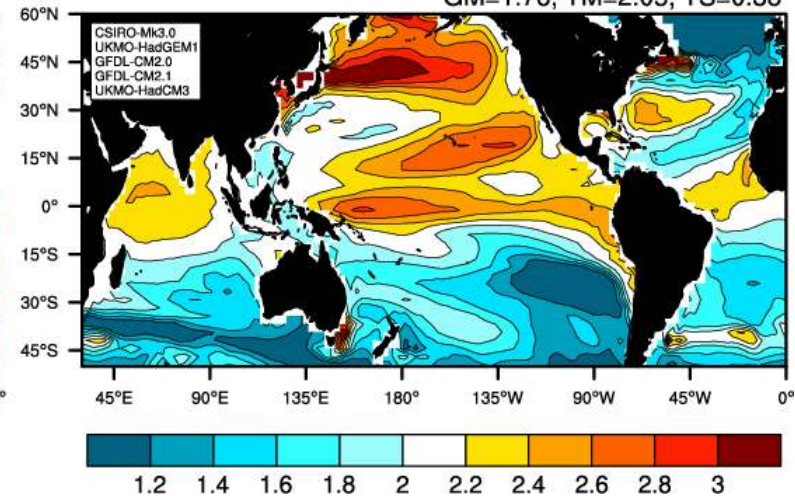 60°N
45°N
30°N
15°N
0°
15°S
30°S
45°S
CSIRO-Mk3.0
UKMO-HadGEM1
GFDL-CM2.0
GFDL-CM2.1
UKMO-HadCM3
45°E 90°E 135°E 180° 135°W 90°W 45°W 0°
1.2 1.4 1.6 1.8 2 2.2 2.4 2.6 2.8 3